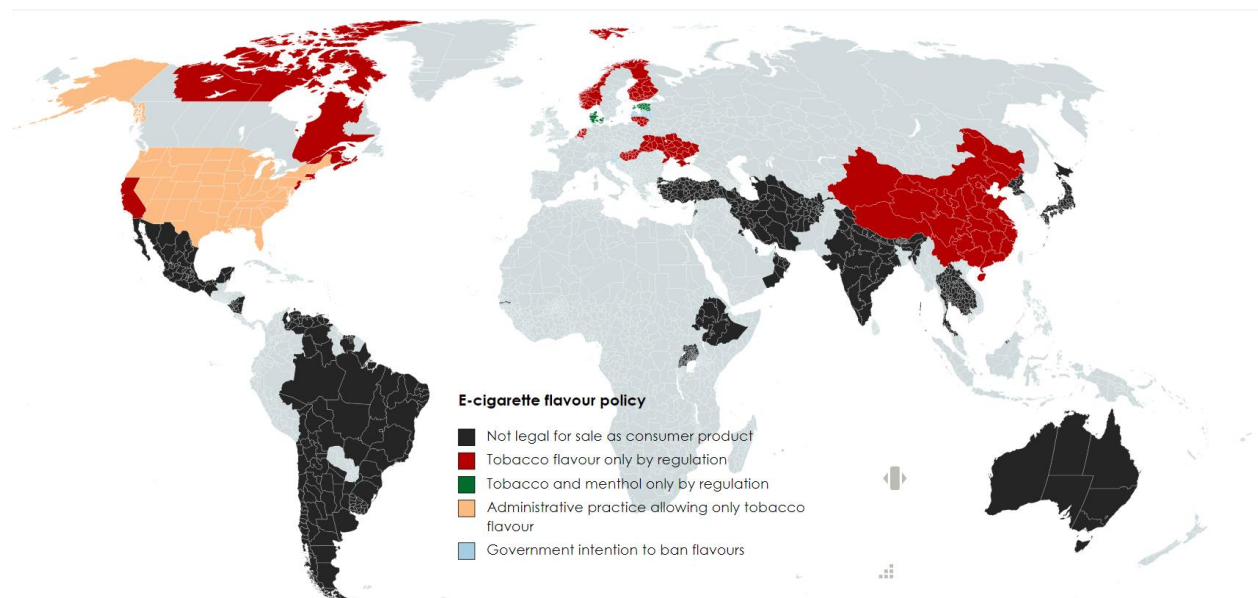 E-cigarette flavour policy
Not legal for sale as consumer product
Tobacco flavour only by regulation
Tobacco and menthol only by regulation
Administrative practice allowing only tobacco
flavour
Government intention to ban flavours